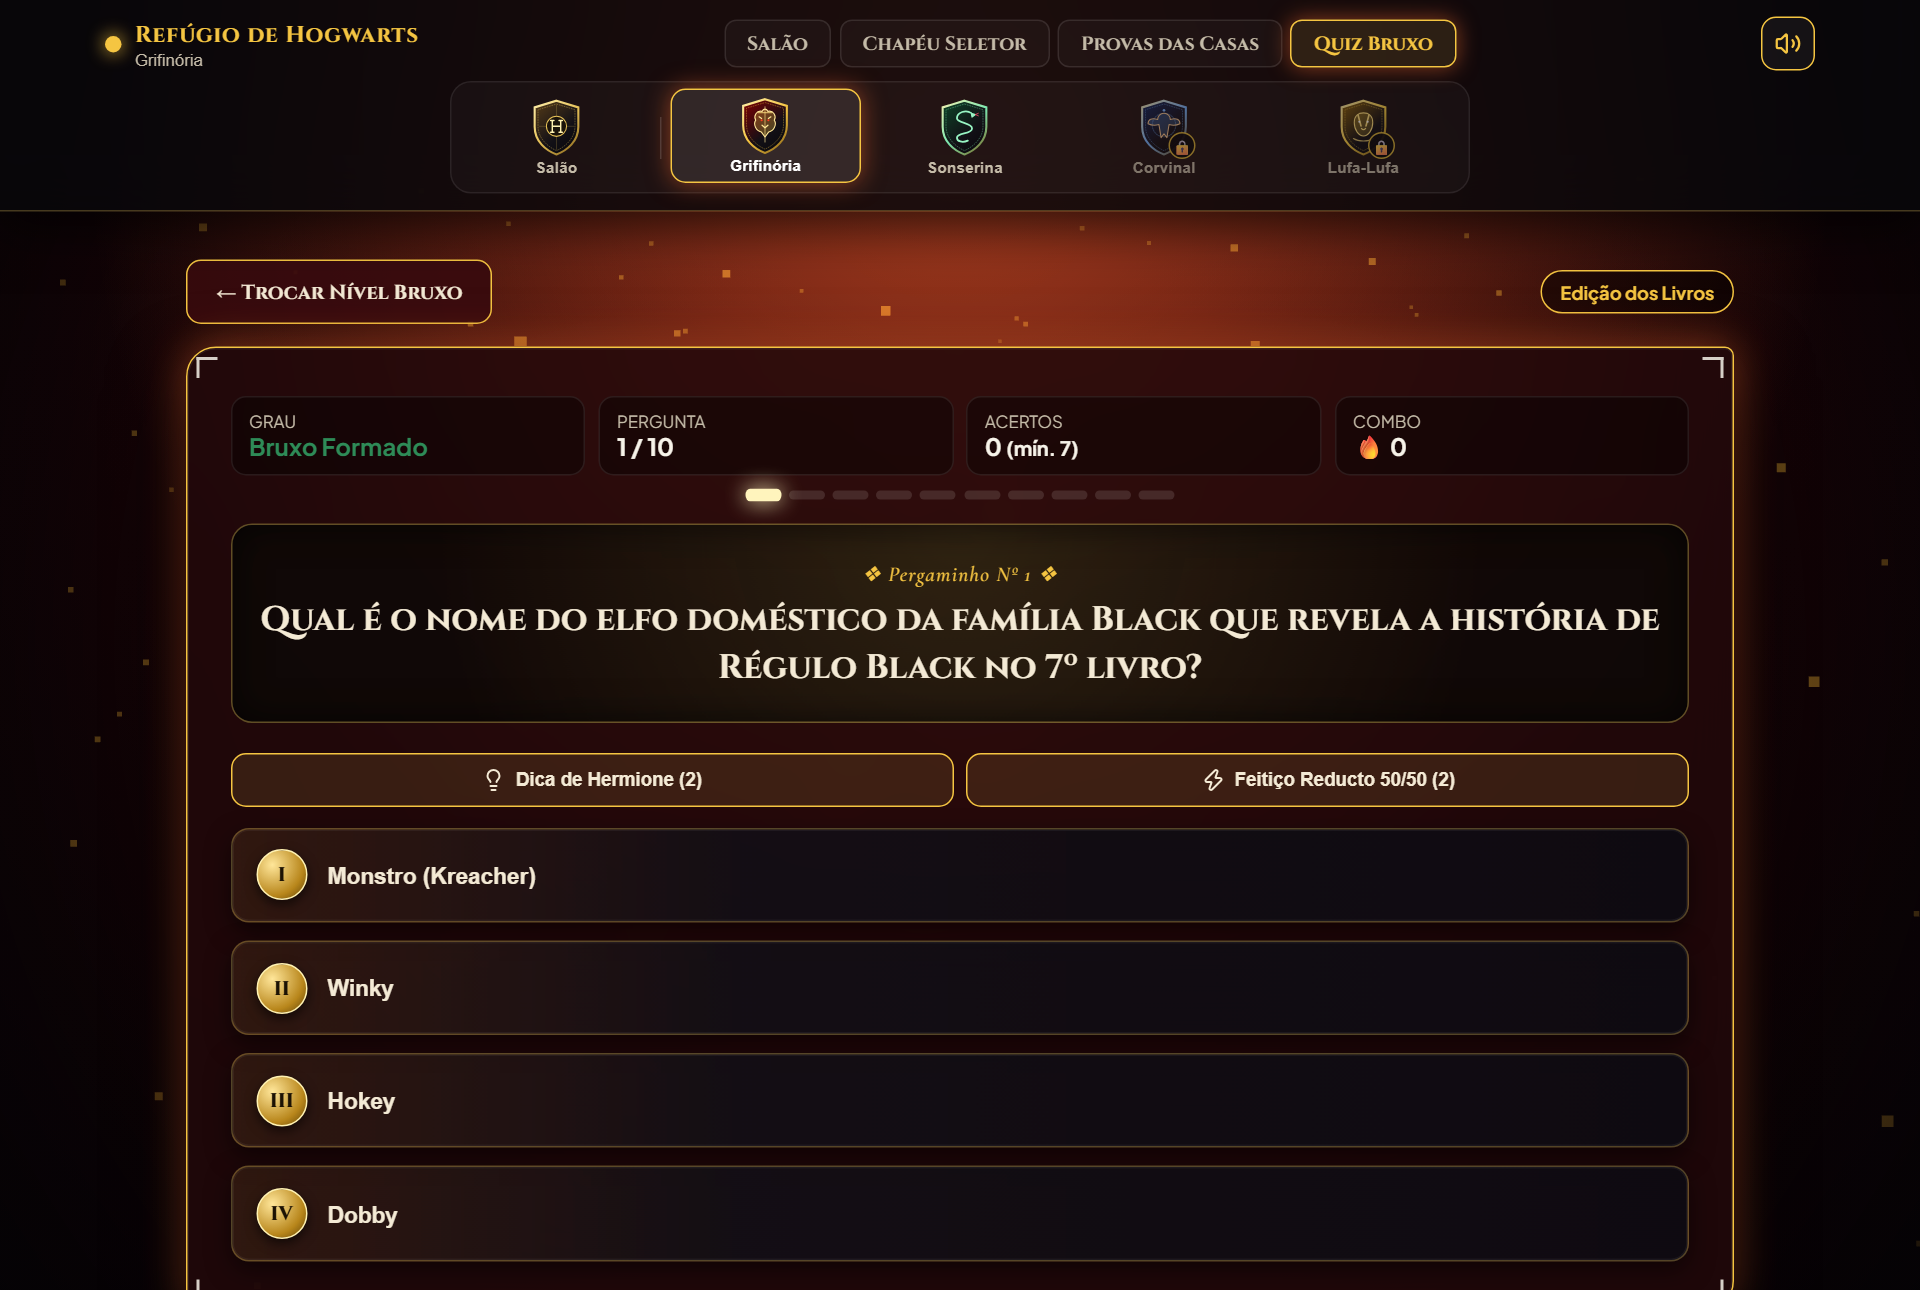 Refúgio de Hogwarts
Grifinória
Salão
Chapéu Seletor
Provas das Casas
Quiz Bruxo
H
Salão
Grifinória
Sonserina
Corvinal
Lufa-Lufa
← Trocar Nível Bruxo
Edição dos Livros
GRAU
Bruxo Formado
PERGUNTA
1 / 10
ACERTOS
0 (mín. 7)
COMBO
🔥 0
❖ Pergaminho Nº 1 ❖
Qual é o nome do elfo doméstico da família Black que revela a história de
Régulo Black no 7º livro?
Dica de Hermione (2)
Feitiço Reducto 50/50 (2)
I Monstro (Kreacher)
II Winky
III Hokey
IV Dobby